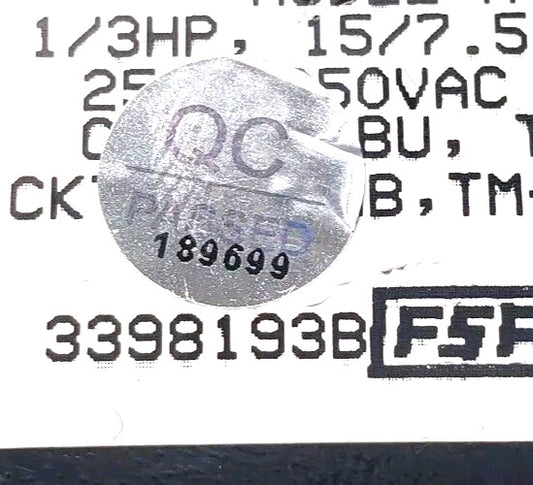 1/3HP, 15/7.5
25 50VAC
QC
BU,
CK B,TM-
PASSED
189699
3398193B FSP